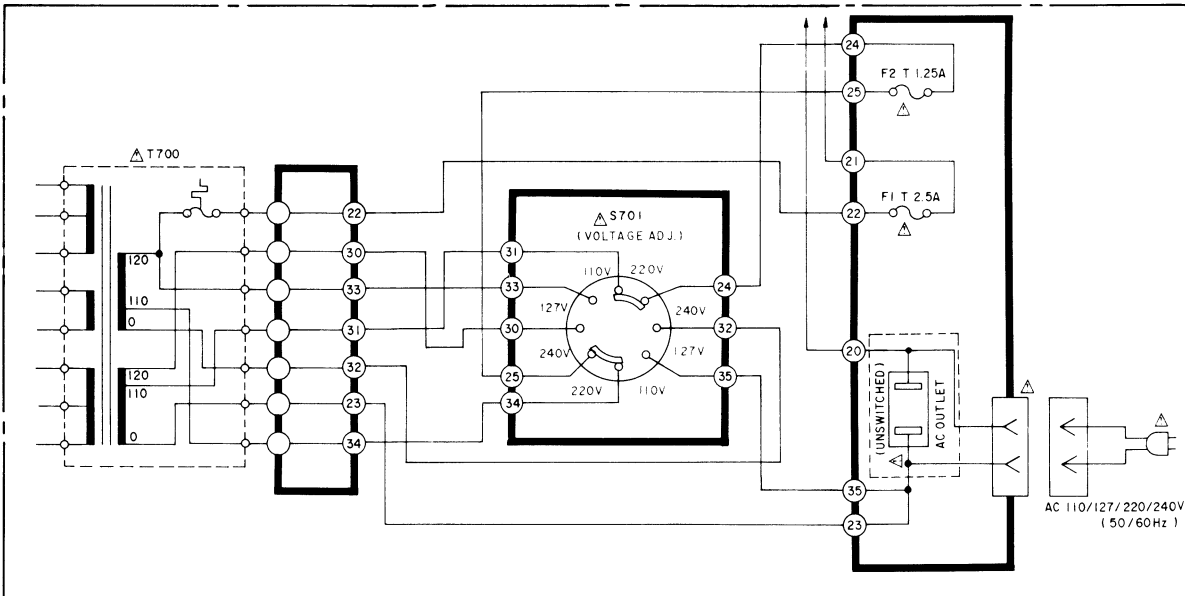 24
F2 T 1.25A
25
T700
21
22
22
F1 T 2.5A
S701
(VOLTAGE ADJ.)
30
31
120
110V
220V
33
33
24
110
127V
240V
0
31
30
32
240V
127V
20
120
32
25
35
110
220V
110V
(UNSWITCHED)
AC OUTLET
23
34
0
34
35
AC 110/127/220/240V
(50/60Hz)
23